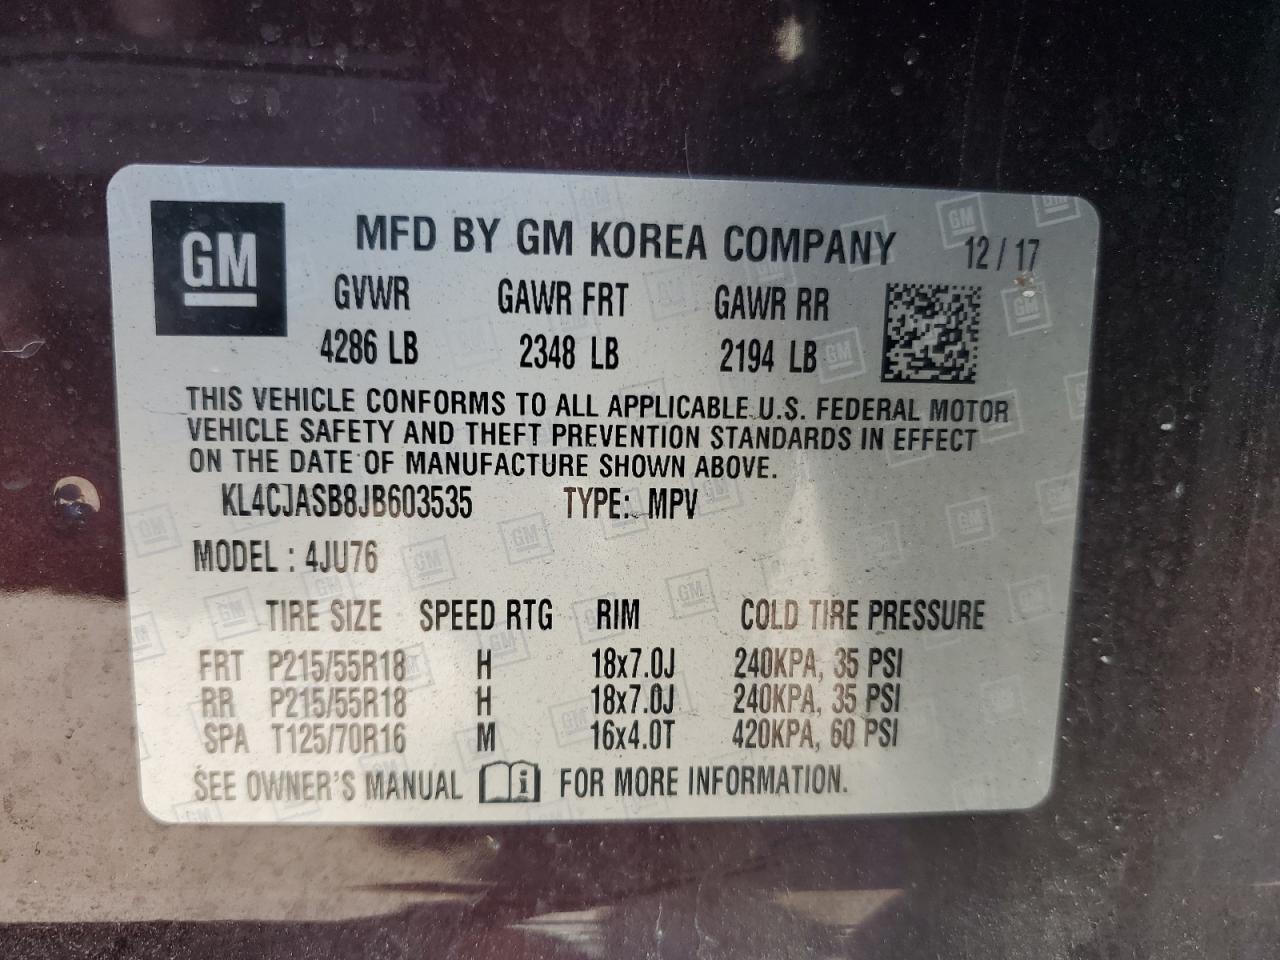 GM
MFD BY GM KOREA COMPANY 12/17
GVWR GAWR FRT GAWR RR
4286 LB 2348 LB 2194 LB
THIS VEHICLE CONFORMS TO ALL APPLICABLE U.S. FEDERAL MOTOR
VEHICLE SAFETY AND THEFT PREVENTION STANDARDS IN EFFECT
ON THE DATE OF MANUFACTURE SHOWN ABOVE.
KL4CJASB8JB603535 TYPE: MPV
MODEL : 4JU76
TIRE SIZE SPEED RTG RIM COLD TIRE PRESSURE
FRT P215/55R18 H 18x7.0J 240KPA, 35 PSI
RR P215/55R18 H 18x7.0J 240KPA, 35 PSI
SPA T125/70R16 M 16x4.0T 420KPA, 60 PSI
SEE OWNER'S MANUAL i FOR MORE INFORMATION.